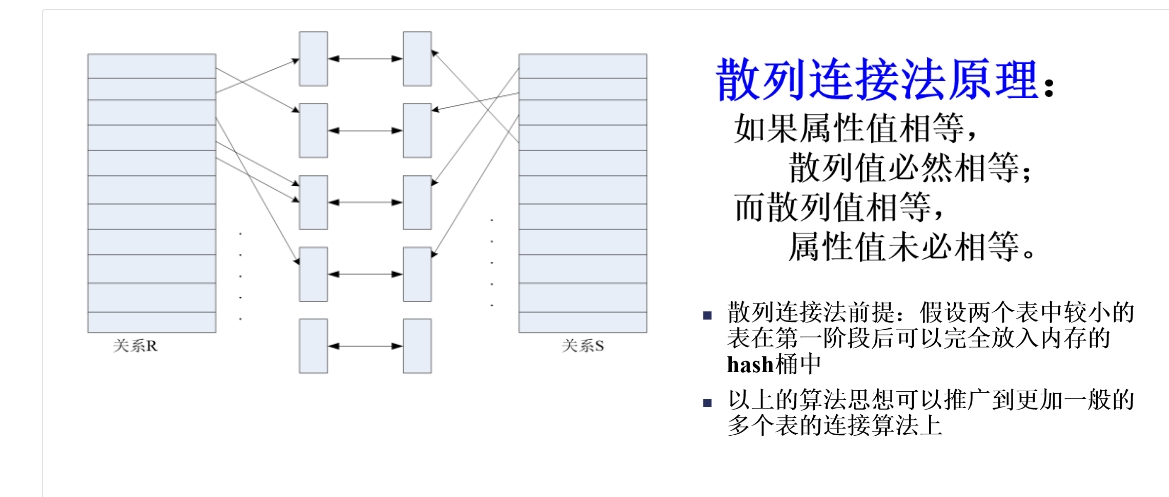 散列连接法原理：
如果属性值相等，
散列值必然相等；
而散列值相等，
属性值未必相等。
散列连接法前提：假设两个表中较小的
表在第一阶段后可以完全放入内存的
hash桶中
以上的算法思想可以推广到更加一般的
多个表的连接算法上
关系R
关系S